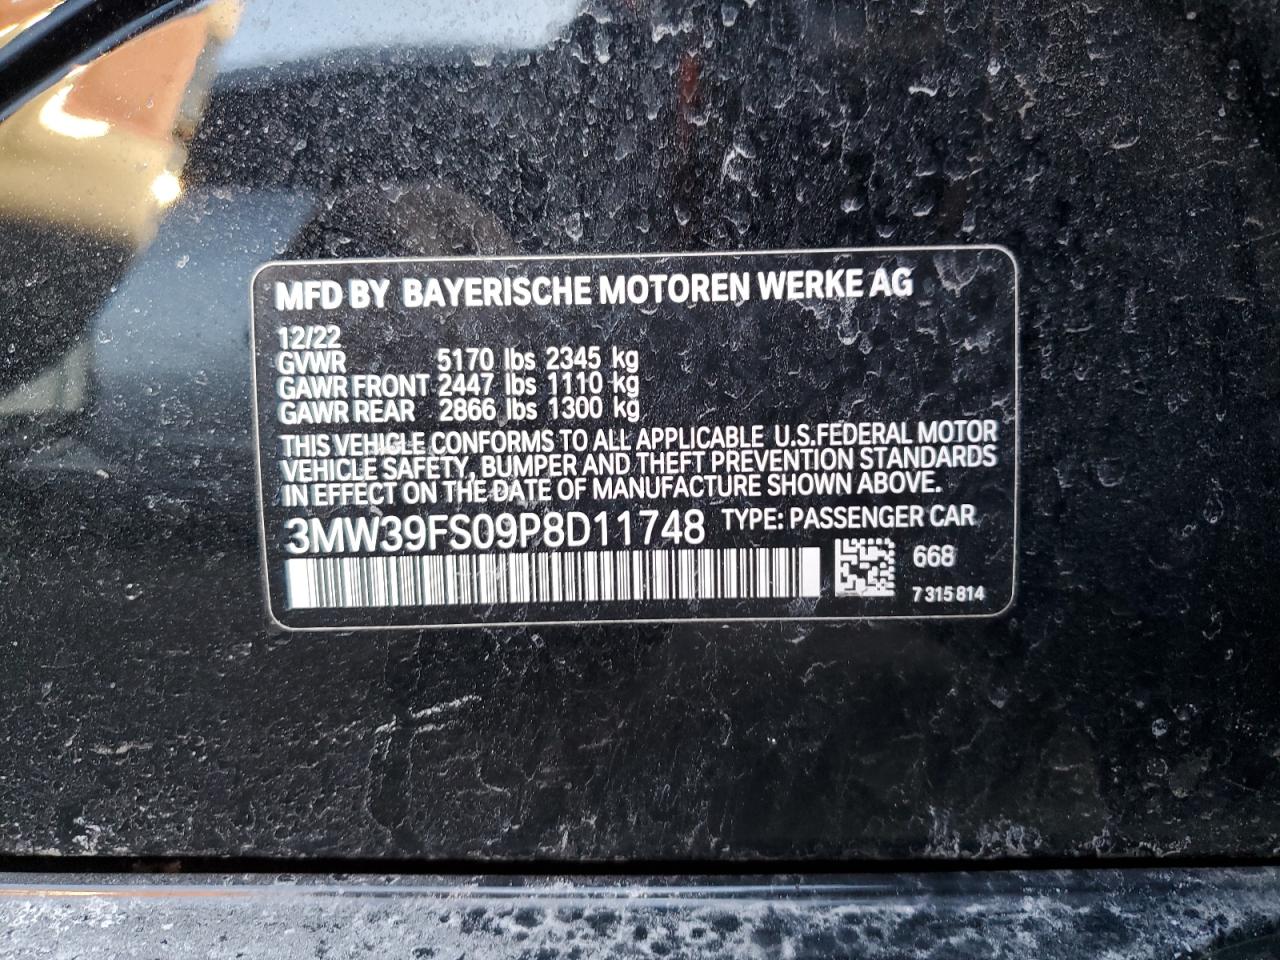 MFD BY BAYERISCHE MOTOREN WERKE AG
12/22
GVWR 5170 lbs 2345 kg
GAWR FRONT 2447 lbs 1110 kg
GAWR REAR 2866 lbs 1300 kg
THIS VEHICLE CONFORMS TO ALL APPLICABLE U.S.FEDERAL MOTOR
VEHICLE SAFETY, BUMPER AND THEFT PREVENTION STANDARDS
IN EFFECT ON THE DATE OF MANUFACTURE SHOWN ABOVE.
3MW39FS09P8D11748 TYPE: PASSENGER CAR
668
7 315 814